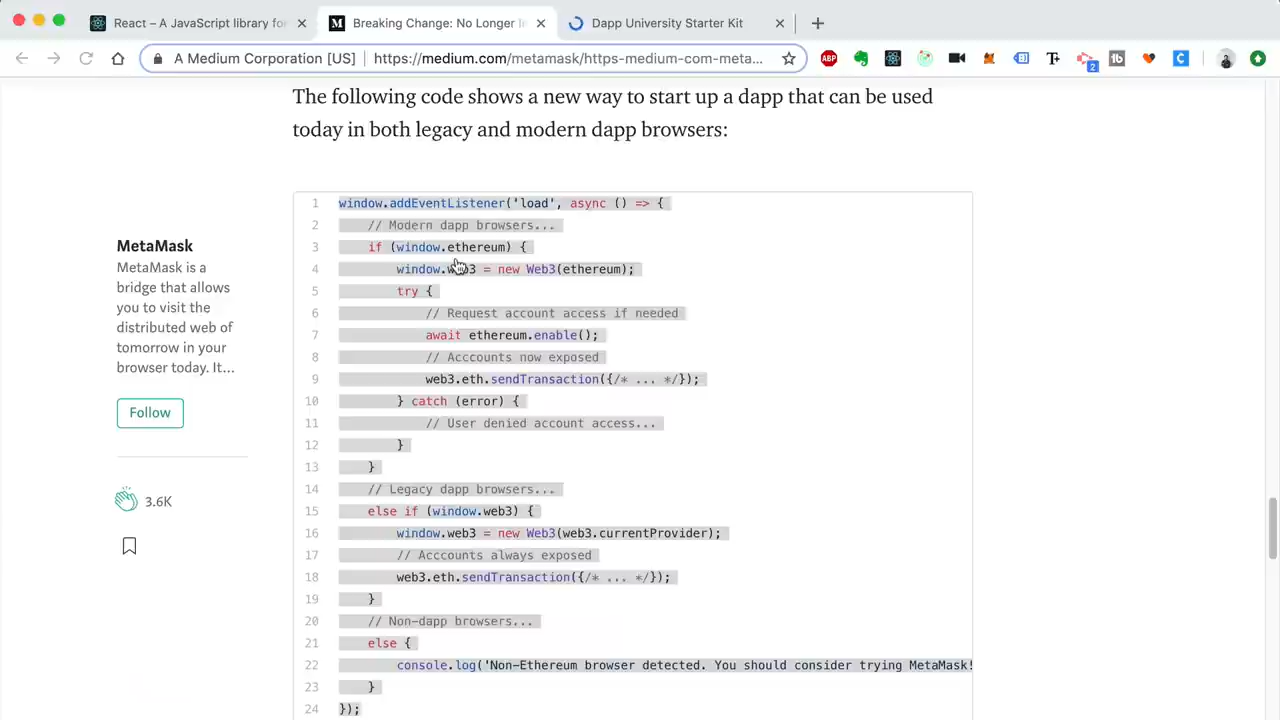 React – A JavaScript library for
Breaking Change: No Longer In
Dapp University Starter Kit
A Medium Corporation [US] | https://medium.com/metamask/https-medium-com-meta...
ABP
2
The following code shows a new way to start up a dapp that can be used
today in both legacy and modern dapp browsers:
MetaMask
MetaMask is a
bridge that allows
you to visit the
distributed web of
tomorrow in your
browser today. It...
Follow
3.6K
1 window.addEventListener('load', async () => {
2 // Modern dapp browsers...
3 if (window.ethereum) {
4 window.web3 = new Web3(ethereum);
5 try {
6 // Request account access if needed
7 await ethereum.enable();
8 // Acccounts now exposed
9 web3.eth.sendTransaction({/* ... */});
10 } catch (error) {
11 // User denied account access...
12 }
13 }
14 // Legacy dapp browsers...
15 else if (window.web3) {
16 window.web3 = new Web3(web3.currentProvider);
17 // Acccounts always exposed
18 web3.eth.sendTransaction({/* ... */});
19 }
20 // Non-dapp browsers...
21 else {
22 console.log('Non-Ethereum browser detected. You should consider trying MetaMask!
23 }
24 });